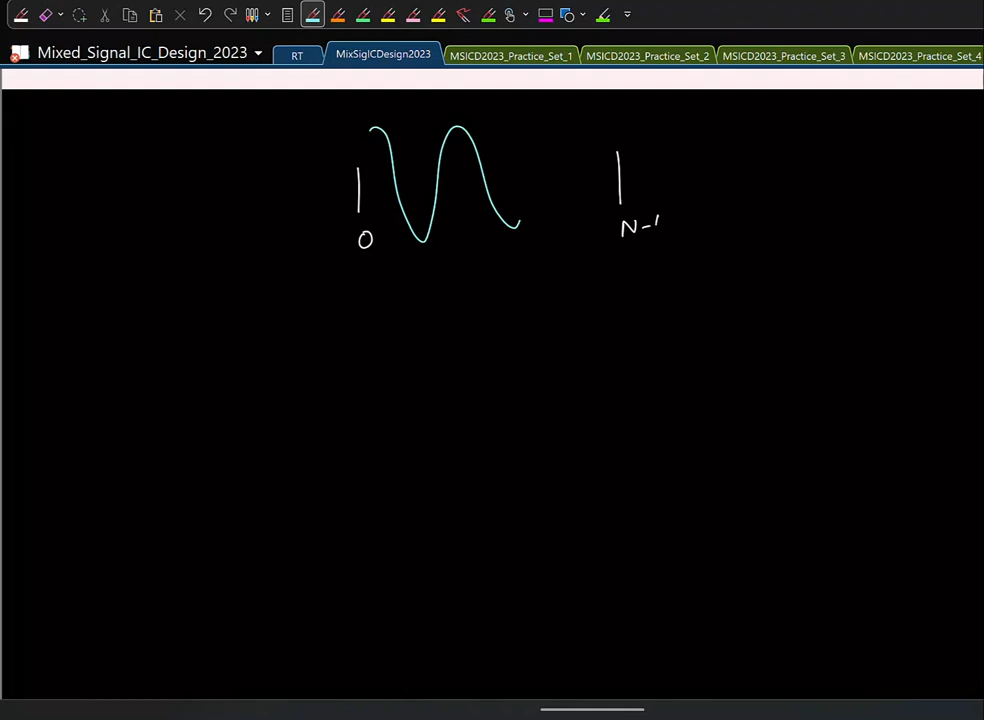 Mixed_Signal_IC_Design_2023
RT
MixSigICDesign2023
MSICD2023_Practice_Set_1
MSICD2023_Practice_Set_2
MSICD2023_Practice_Set_3
MSICD2023_Practice_Set_4
0
N-1